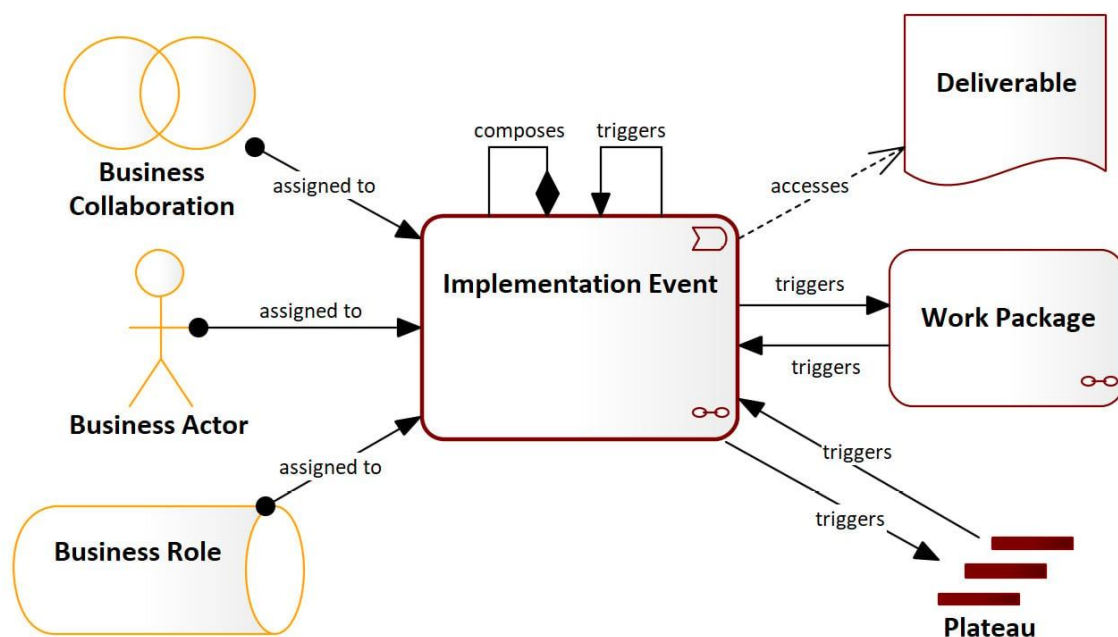 Business
Collaboration
assigned to
Business Actor
assigned to
Business Role
assigned to
composes
triggers
Implementation Event
accesses
Deliverable
triggers
Work Package
triggers
triggers
triggers
Plateau